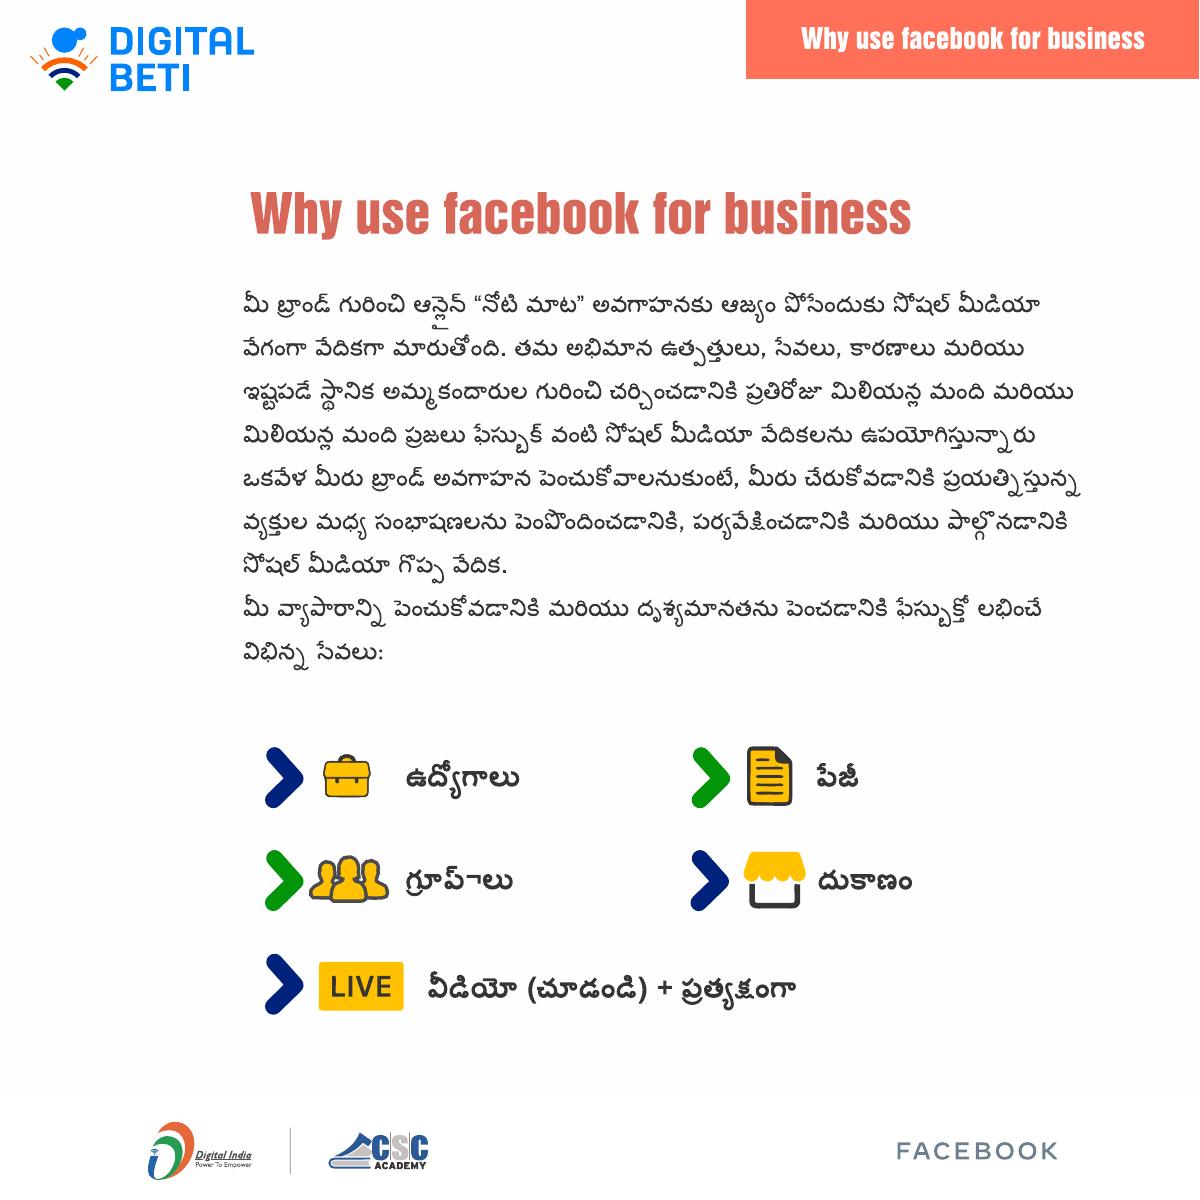 DIGITAL
BETI
Why use facebook for business
Why use facebook for business
మీ బ్రాండ్ గురించి ఆన్లైన్ “నోటి మాట” అవగాహనకు ఆజ్యం పోసేందుకు సోషల్ మీడియా
వేగంగా వేదికగా మారుతోంది. తమ అభిమాన ఉత్పత్తులు, సేవలు, కారణాలు మరియు
ఇష్టపడే స్థానిక అమ్మకందారుల గురించి చర్చించడానికి ప్రతిరోజూ మిలియన్ల మంది మరియు
మిలియన్ల మంది ప్రజలు ఫేస్బుక్ వంటి సోషల్ మీడియా వేదికలను ఉపయోగిస్తున్నారు
ఒకవేళ మీరు బ్రాండ్ అవగాహన పెంచుకోవాలనుకుంటే, మీరు చేరుకోవడానికి ప్రయత్నిస్తున్న
వ్యక్తుల మధ్య సంభాషణలను పెంపొందించడానికి, పర్యవేక్షించడానికి మరియు పాల్గొనడానికి
సోషల్ మీడియా గొప్ప వేదిక.
మీ వ్యాపారాన్ని పెంచుకోవడానికి మరియు దృశ్యమానతను పెంచడానికి ఫేస్బుక్తో లభించే
విభిన్న సేవలు:
ఉద్యోగాలు
పేజీ
గ్రూప్¬లు
దుకాణం
LIVE వీడియో (చూడండి) + ప్రత్యక్షంగా
Digital India
Power To Empower
CSC
ACADEMY
FACEBOOK